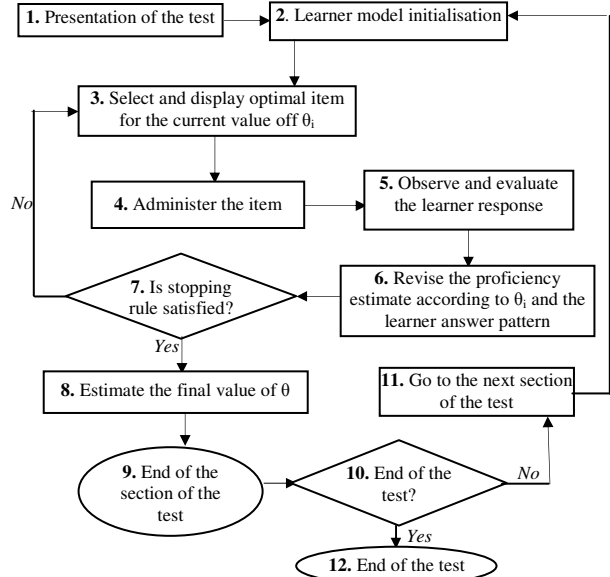 1. Presentation of the test
2. Learner model initialisation
3. Select and display optimal item
for the current value off θi
4. Administer the item
5. Observe and evaluate
the learner response
6. Revise the proficiency
estimate according to θi and the
learner answer pattern
7. Is stopping
rule satisfied?
No
Yes
8. Estimate the final value of θ
9. End of the
section of the
test
10. End of the
test?
No
11. Go to the next section
of the test
Yes
12. End of the test